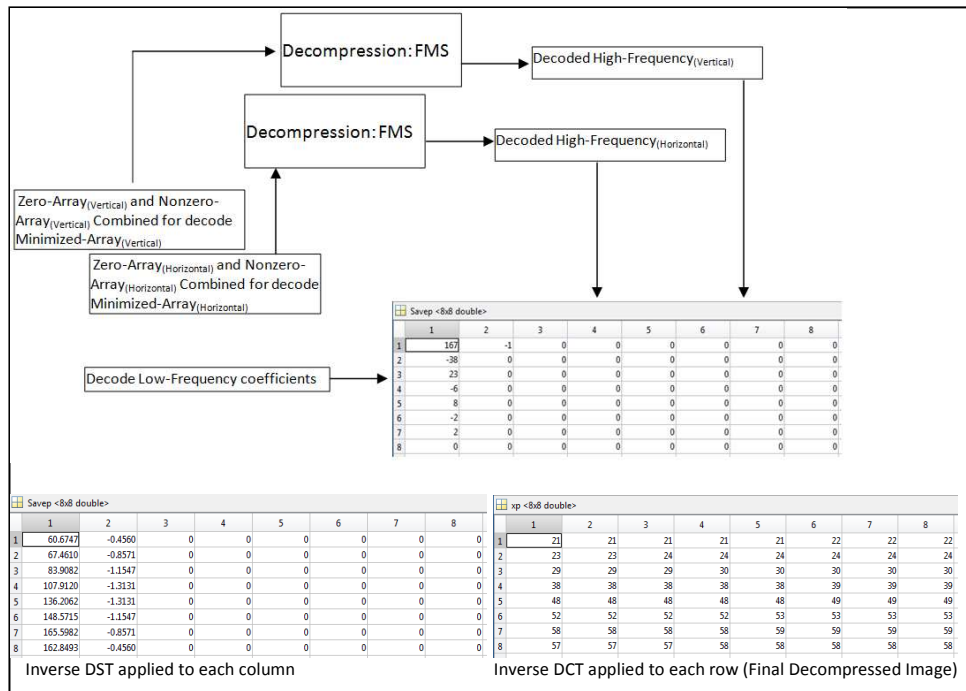 Decompression: FMS
Decoded High-Frequency(Vertical)
Decompression: FMS
Decoded High-Frequency(Horizontal)
Zero-Array(Vertical) and Nonzero-
Array(Vertical) Combined for decode
Minimized-Array(Vertical)
Zero-Array(Horizontal) and Nonzero-
Array(Horizontal) Combined for decode
Minimized-Array(Horizontal)
Decode Low-Frequency coefficients
Savep <8x8 double>
1 2 3 4 5 6 7 8
1 167 -1 0 0 0 0 0 0
2 -38 0 0 0 0 0 0 0
3 23 0 0 0 0 0 0 0
4 -6 0 0 0 0 0 0 0
5 8 0 0 0 0 0 0 0
6 -2 0 0 0 0 0 0 0
7 2 0 0 0 0 0 0 0
8 0 0 0 0 0 0 0 0
Savep <8x8 double>
1 2 3 4 5 6 7 8
1 60.6747 -0.4560 0 0 0 0 0 0
2 67.4610 -0.8571 0 0 0 0 0 0
3 83.9082 -1.1547 0 0 0 0 0 0
4 107.9120 -1.3131 0 0 0 0 0 0
5 136.2062 -1.3131 0 0 0 0 0 0
6 148.5715 -1.1547 0 0 0 0 0 0
7 165.5982 -0.8571 0 0 0 0 0 0
8 162.8493 -0.4560 0 0 0 0 0 0
Inverse DST applied to each column
xp <8x8 double>
1 2 3 4 5 6 7 8
1 21 21 21 21 21 22 22 22
2 23 23 24 24 24 24 24 24
3 29 29 29 30 30 30 30 30
4 38 38 38 38 38 39 39 39
5 48 48 48 48 48 49 49 49
6 52 52 52 52 53 53 53 53
7 58 58 58 58 59 59 59 59
8 57 57 57 58 58 58 58 58
Inverse DCT applied to each row (Final Decompressed Image)